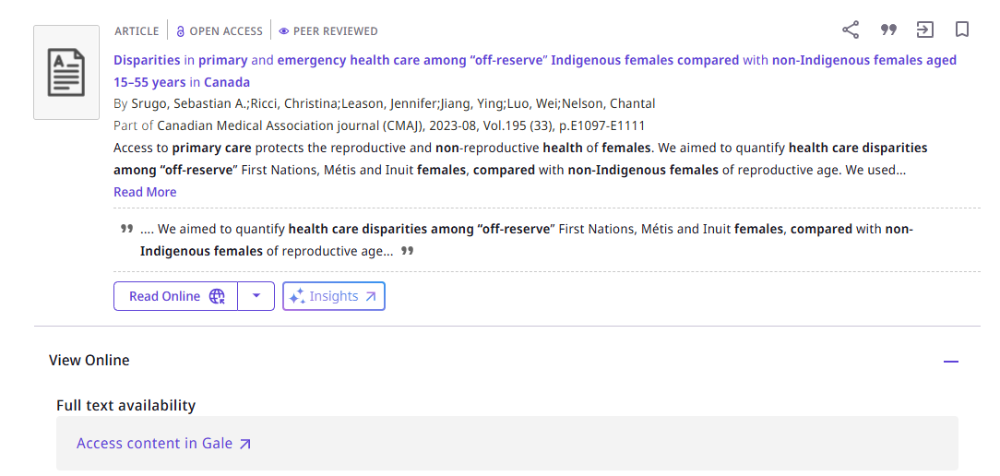 ARTICLE OPEN ACCESS PEER REVIEWED
Disparities in primary and emergency health care among “off-reserve” Indigenous females compared with non-Indigenous females aged
15–55 years in Canada
By Srugo, Sebastian A.;Ricci, Christina;Leason, Jennifer;Jiang, Ying;Luo, Wei;Nelson, Chantal
Part of Canadian Medical Association journal (CMAJ), 2023-08, Vol.195 (33), p.E1097-E1111
Access to primary care protects the reproductive and non-reproductive health of females. We aimed to quantify health care disparities
among “off-reserve” First Nations, Métis and Inuit females, compared with non-Indigenous females of reproductive age. We used...
Read More
.... We aimed to quantify health care disparities among “off-reserve” First Nations, Métis and Inuit females, compared with non-
Indigenous females of reproductive age...
Read Online Insights
View Online
Full text availability
Access content in Gale